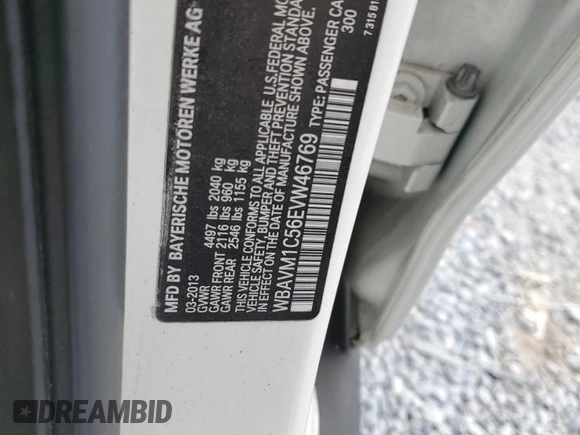 MFD BY BAYERISCHE MOTOREN WERKE AG
03-2013
GVWR 4497 lbs 2040 kg
GAWR FRONT 2116 lbs 960 kg
GAWR REAR 2546 lbs 1155 kg
THIS VEHICLE CONFORMS TO ALL APPLICABLE U.S.FEDERAL MO
VEHICLE SAFETY, BUMPER AND THEFT PREVENTION STANDA
IN EFFECT ON THE DATE OF MANUFACTURE SHOWN ABOVE.
WBAVM1C56EVW46769 TYPE: PASSENGER CA
300
731581
DREAMBID